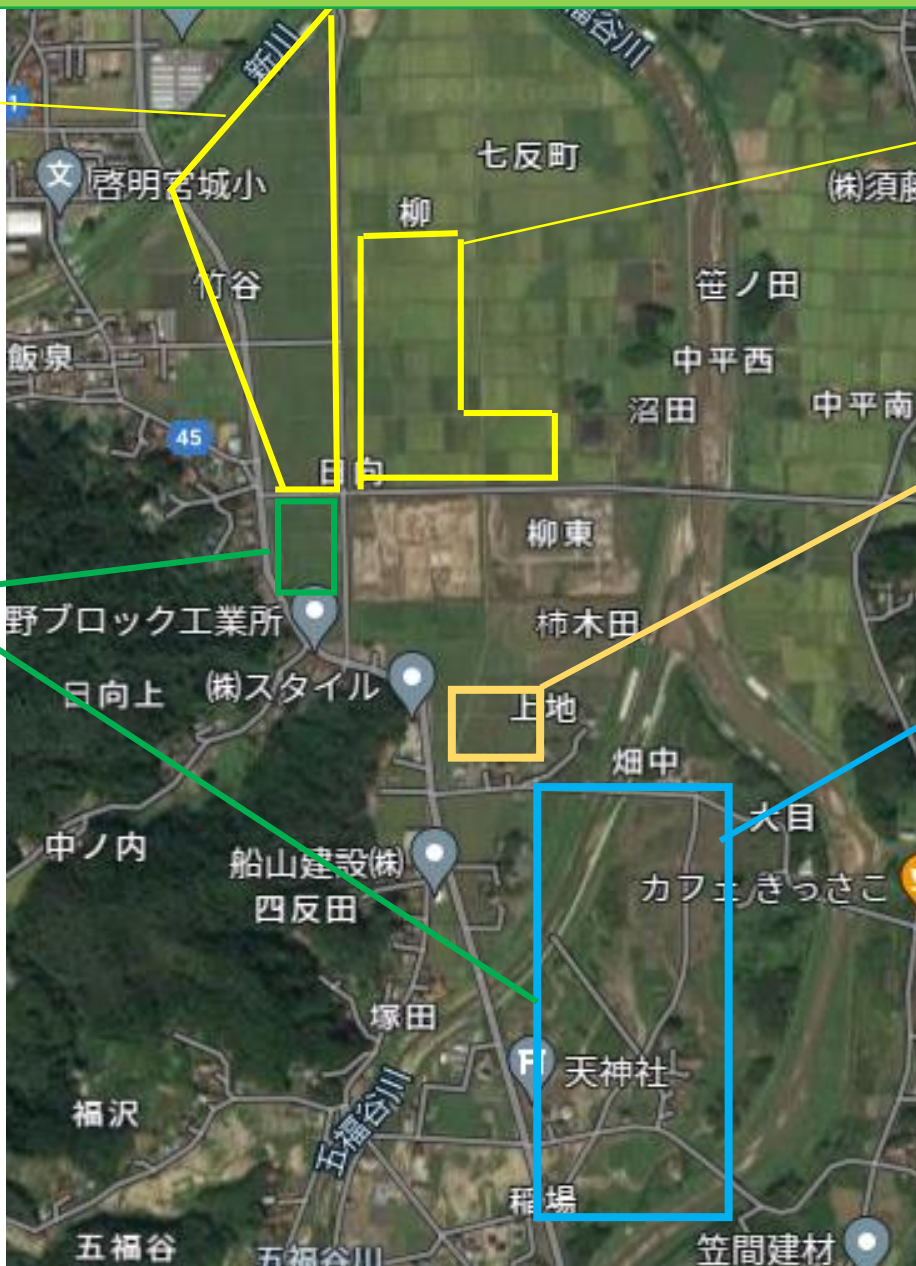 新川
福谷川
1
七反町
啓明宮城小
(株)須藤
柳
竹谷
笹ノ田
飯泉
中平西
沼田
中平南
45
日向
柳東
野ブロック工業所
柿木田
日向上
(株)スタイル
上地
畑中
大目
中ノ内
船山建設(株)
カフェきっさこ
四反田
塚田
天神社
福沢
五福谷川
稲場
五福谷
五福谷川
笠間建材